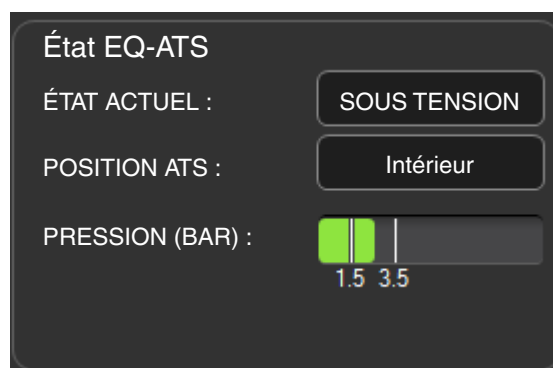 État EQ-ATS
ÉTAT ACTUEL : SOUS TENSION
POSITION ATS : Intérieur
PRESSION (BAR) :
1.5 3.5